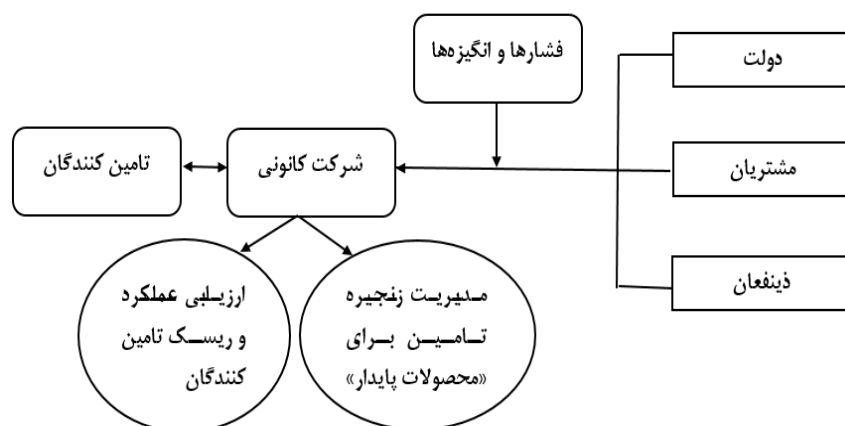 فشارها و انگیزه‌ها
دولت
مشتریان
ذینفعان
شرکت کانونی
تامین کنندگان
مدیریت زنجیره
تامین برای
«محصولات پایدار»
ارزیابی عملکرد
و ریسک تامین
کنندگان